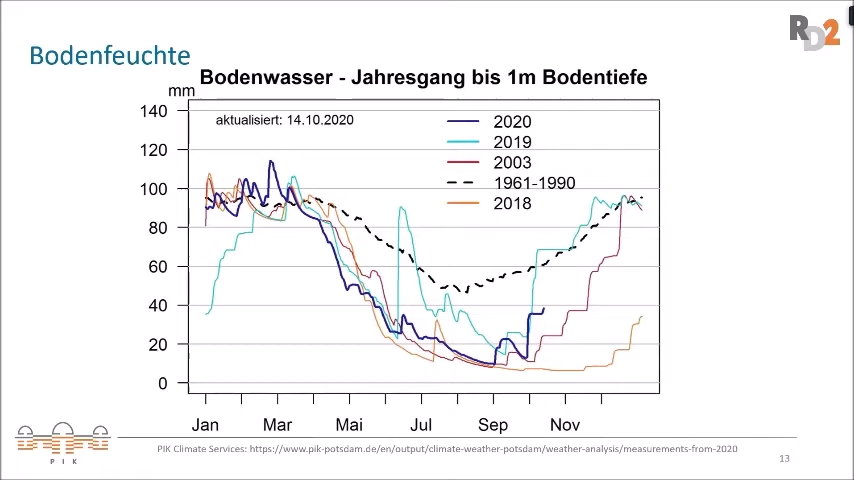 RD2
Bodenfeuchte
Bodenwasser - Jahresgang bis 1m Bodentiefe
mm
140
120
100
80
60
40
20
0
aktualisiert: 14.10.2020
2020
2019
2003
1961-1990
2018
Jan Mar Mai Jul Sep Nov
PIK
PIK Climate Services: https://www.pik-potsdam.de/en/output/climate-weather-potsdam/weather-analysis/measurements-from-2020
13